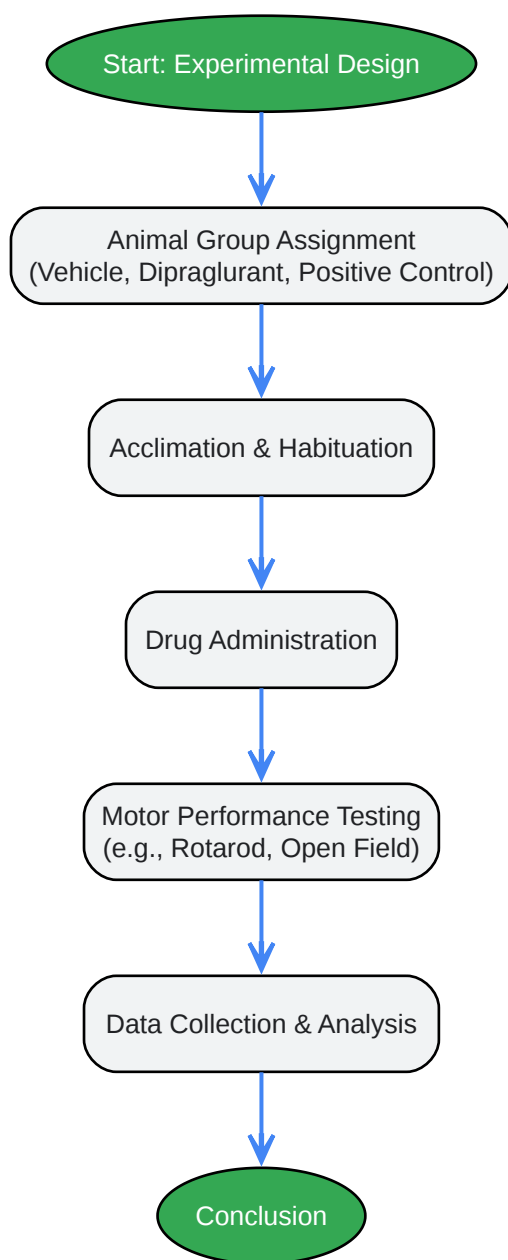 Start: Experimental Design
Animal Group Assignment
(Vehicle, Dipraglurant, Positive Control)
Acclimation & Habituation
Drug Administration
Motor Performance Testing
(e.g., Rotarod, Open Field)
Data Collection & Analysis
Conclusion